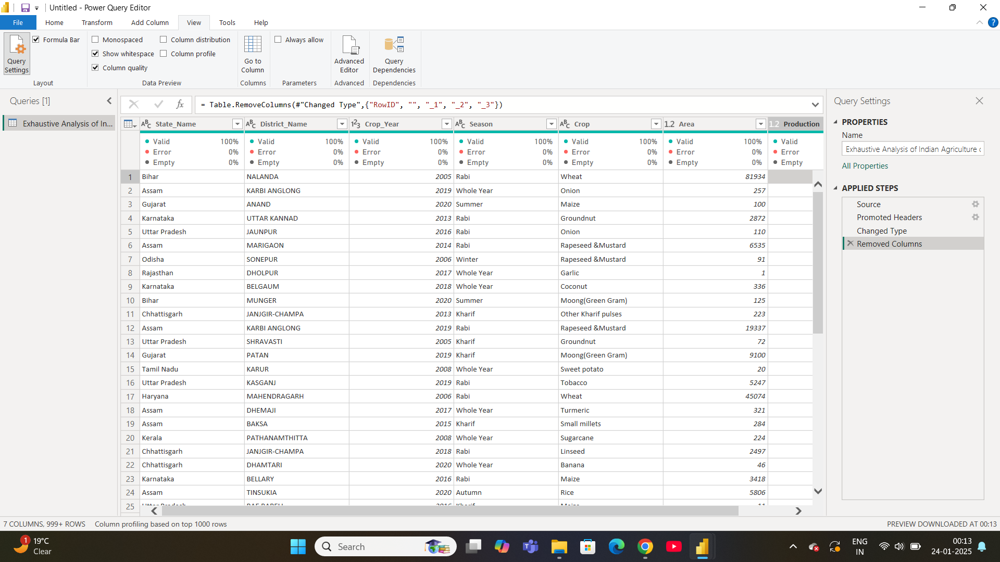 Untitled - Power Query Editor
File Home Transform Add Column View Tools Help
Query Settings
Formula Bar
Layout
Monospaced
Show whitespace
Column quality
Column distribution
Column profile
Data Preview
Go to Column
Columns
Always allow
Parameters
Advanced Editor
Advanced
Query Dependencies
Dependencies
Queries [1]
Exhaustive Analysis of In...
fx
= Table.RemoveColumns(#"Changed Type",{"RowID", "", "_1", "_2", "_3"})
ABC State_Name ABC District_Name 123 Crop_Year ABC Season ABC Crop 1.2 Area 1.2 Production
Valid 100% Valid 100% Valid 100% Valid 100% Valid 100% Valid 100% Valid
Error 0% Error 0% Error 0% Error 0% Error 0% Error 0% Error
Empty 0% Empty 0% Empty 0% Empty 0% Empty 0% Empty 0% Empty
1 Bihar NALANDA 2005 Rabi Wheat 81934
2 Assam KARBI ANGLONG 2019 Whole Year Onion 257
3 Gujarat ANAND 2020 Summer Maize 100
4 Karnataka UTTAR KANNAD 2013 Rabi Groundnut 2872
5 Uttar Pradesh JAUNPUR 2016 Rabi Onion 110
6 Assam MARIGAON 2014 Rabi Rapeseed &Mustard 6535
7 Odisha SONEPUR 2006 Winter Rapeseed &Mustard 91
8 Rajasthan DHOLPUR 2017 Whole Year Garlic 1
9 Karnataka BELGAUM 2018 Whole Year Coconut 336
10 Bihar MUNGER 2020 Summer Moong(Green Gram) 125
11 Chhattisgarh JANJGIR-CHAMPA 2013 Kharif Other Kharif pulses 223
12 Assam KARBI ANGLONG 2019 Rabi Rapeseed &Mustard 19337
13 Uttar Pradesh SHRAVASTI 2005 Kharif Groundnut 72
14 Gujarat PATAN 2019 Kharif Moong(Green Gram) 9100
15 Tamil Nadu KARUR 2008 Whole Year Sweet potato 20
16 Uttar Pradesh KASGANJ 2019 Rabi Tobacco 5247
17 Haryana MAHENDRAGARH 2006 Rabi Wheat 45074
18 Assam DHEMAJI 2017 Whole Year Turmeric 321
19 Assam BAKSA 2015 Kharif Small millets 284
20 Kerala PATHANAMTHITTA 2008 Whole Year Sugarcane 224
21 Chhattisgarh JANJGIR-CHAMPA 2018 Rabi Linseed 2497
22 Chhattisgarh DHAMTARI 2020 Whole Year Banana 46
23 Karnataka BELLARY 2016 Rabi Maize 3418
24 Assam TINSUKIA 2020 Autumn Rice 5806
25
Query Settings
PROPERTIES
Name
Exhaustive Analysis of Indian Agriculture
All Properties
APPLIED STEPS
Source
Promoted Headers
Changed Type
Removed Columns
7 COLUMNS, 999+ ROWS Column profiling based on top 1000 rows
PREVIEW DOWNLOADED AT 00:13
1
19°C
Clear
Search
ENG
IN
00:13
24-01-2025